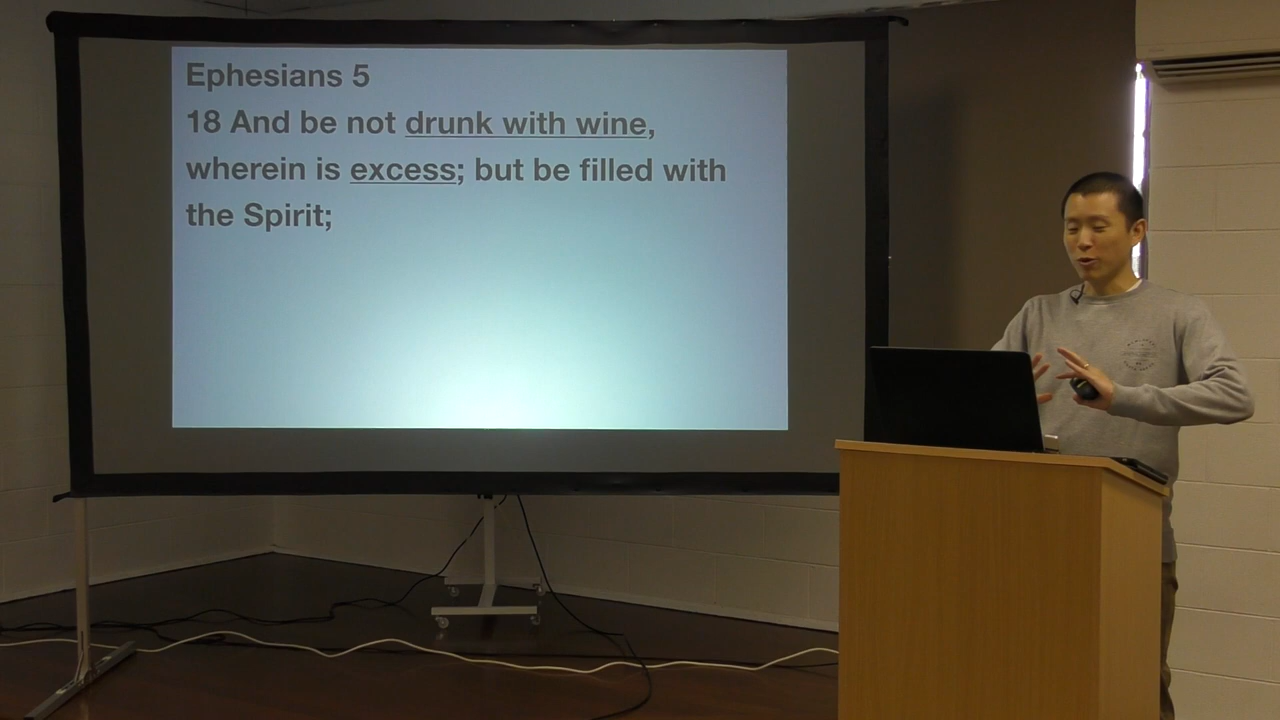 Ephesians 5
18 And be not drunk with wine,
wherein is excess; but be filled with
the Spirit;